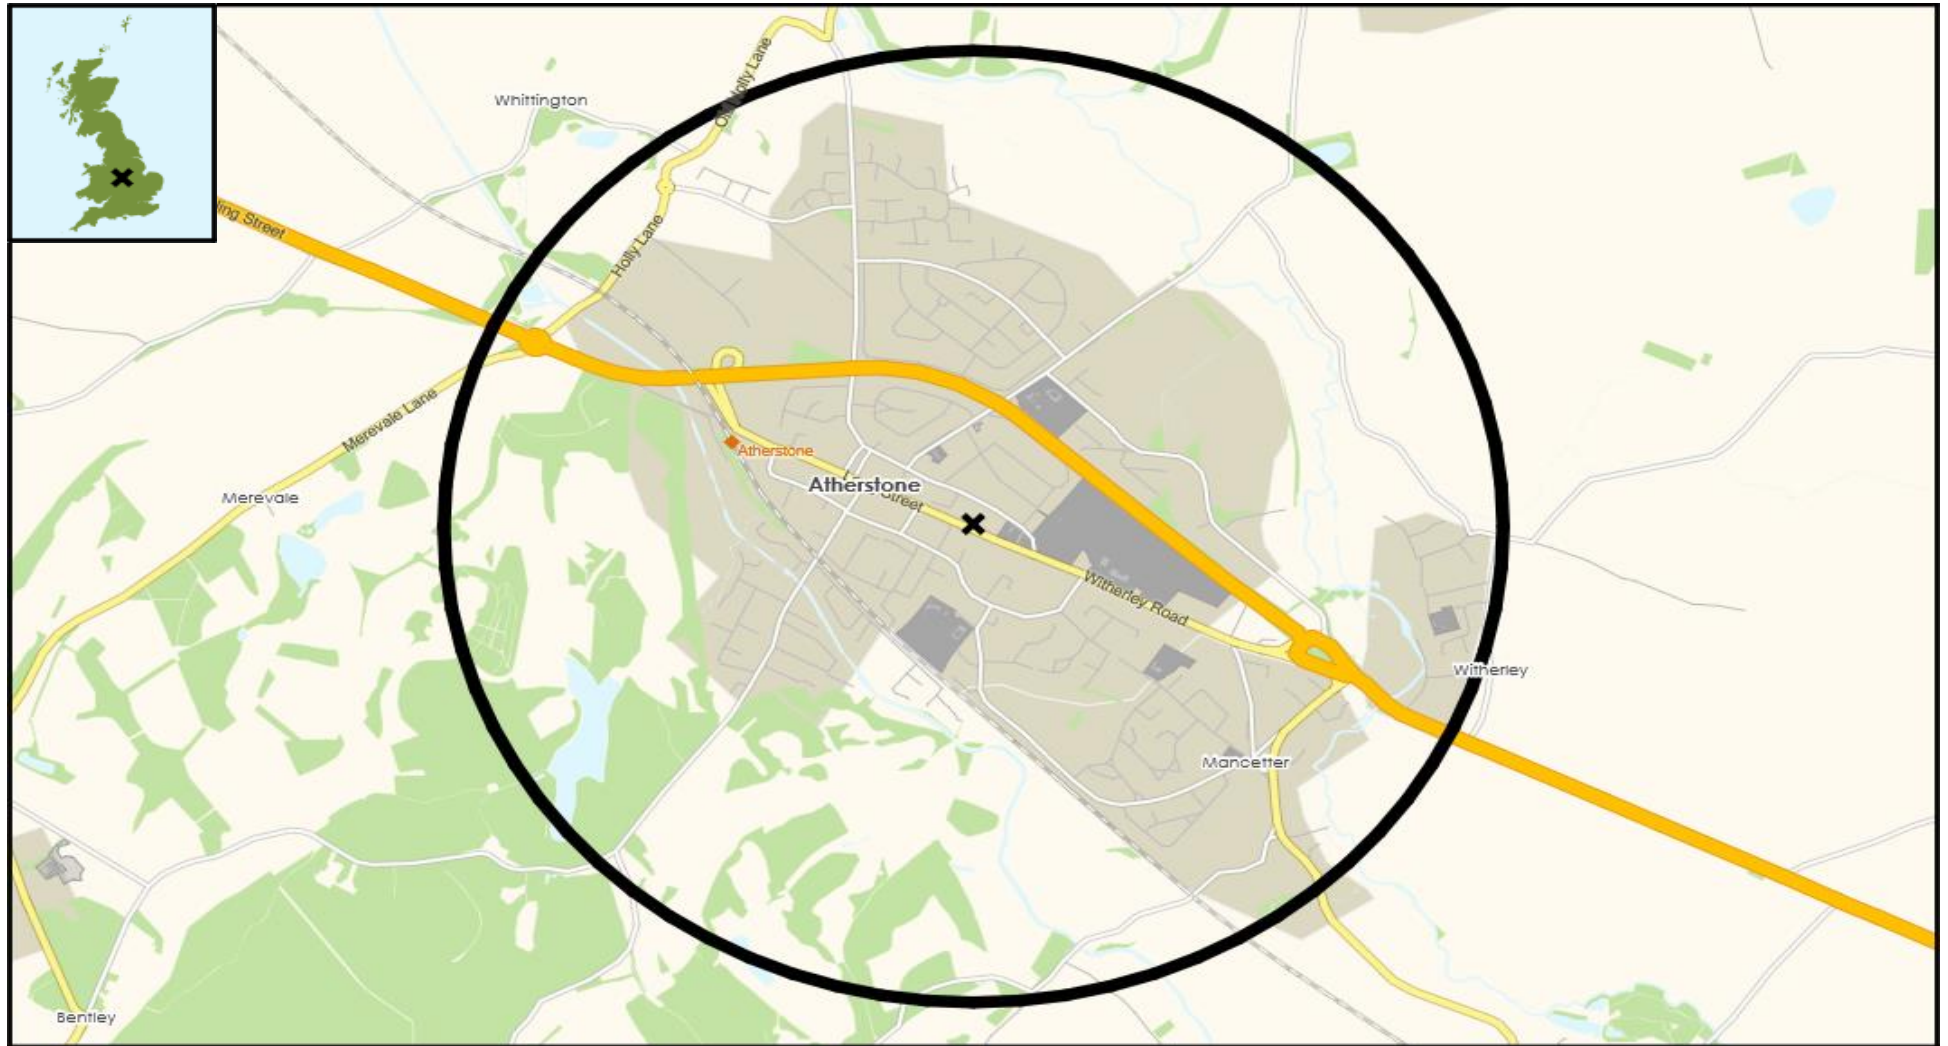 Old Holly Lane
Whittington
ling Street
Holly Lane
Merevale Lane
Atherstone
Atherstone
Street
Merevale
Witherley Road
Witherley
Mancetter
Bentley